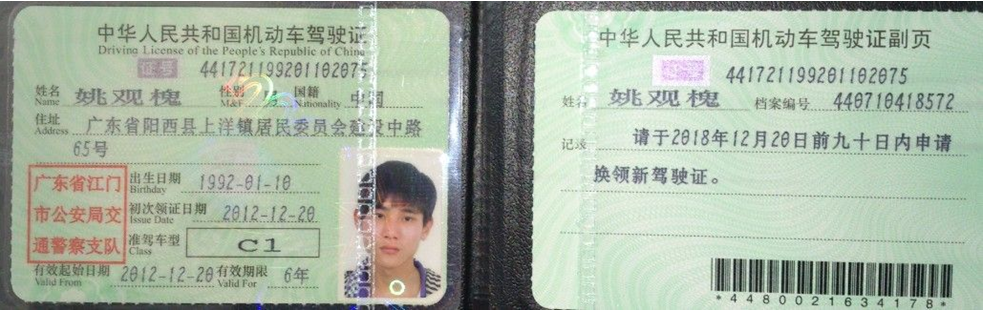 中华人民共和国机动车驾驶证
Driving License of the People's Republic of China
证号 441721199201102075
姓名 Name 姚观槐 性别 国籍 Nationality 中国
住址 Address 广东省阳西县上洋镇居民委员会建设中路
65号
广东省江门
市公安局交
通警察支队
出生日期 Birthday 1992-01-10
初次领证日期 Issue Date 2012-12-20
准驾车型 Class C1
有效起始日期 Valid From 2012-12-20 有效期限 Valid For 6年
中华人民共和国机动车驾驶证副页
441721199201102075
姓名 姚观槐 档案编号 440710418572
记录 请于2018年12月20日前九十日内申请
换领新驾驶证。
*4480021634178*